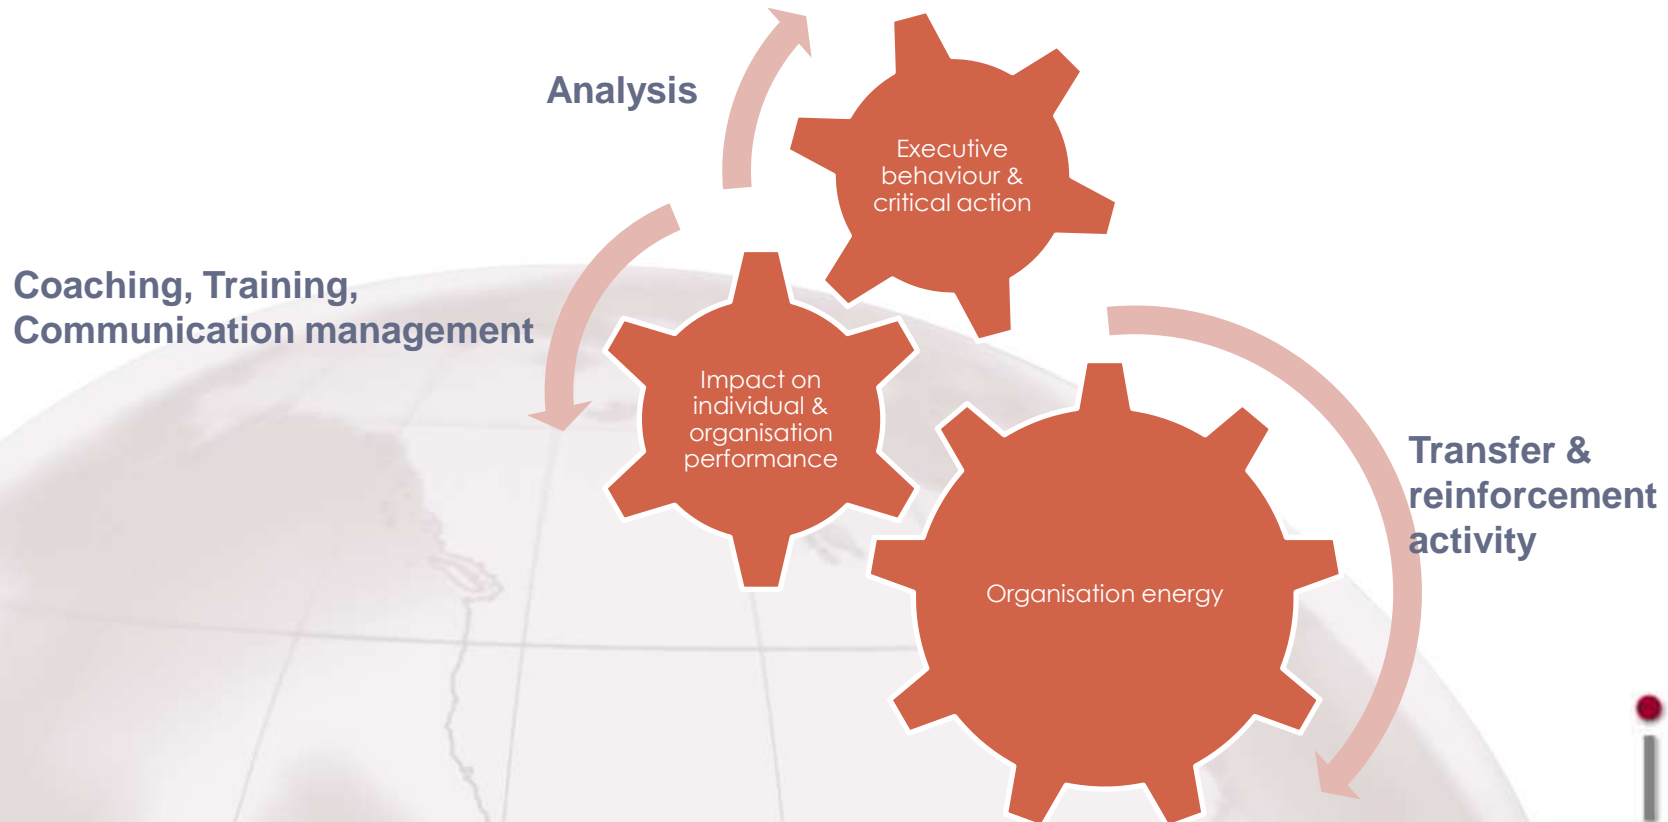 Analysis
Executive
behaviour &
critical action
Coaching, Training,
Communication management
Impact on
individual &
organisation
performance
Transfer &
reinforcement
activity
Organisation energy